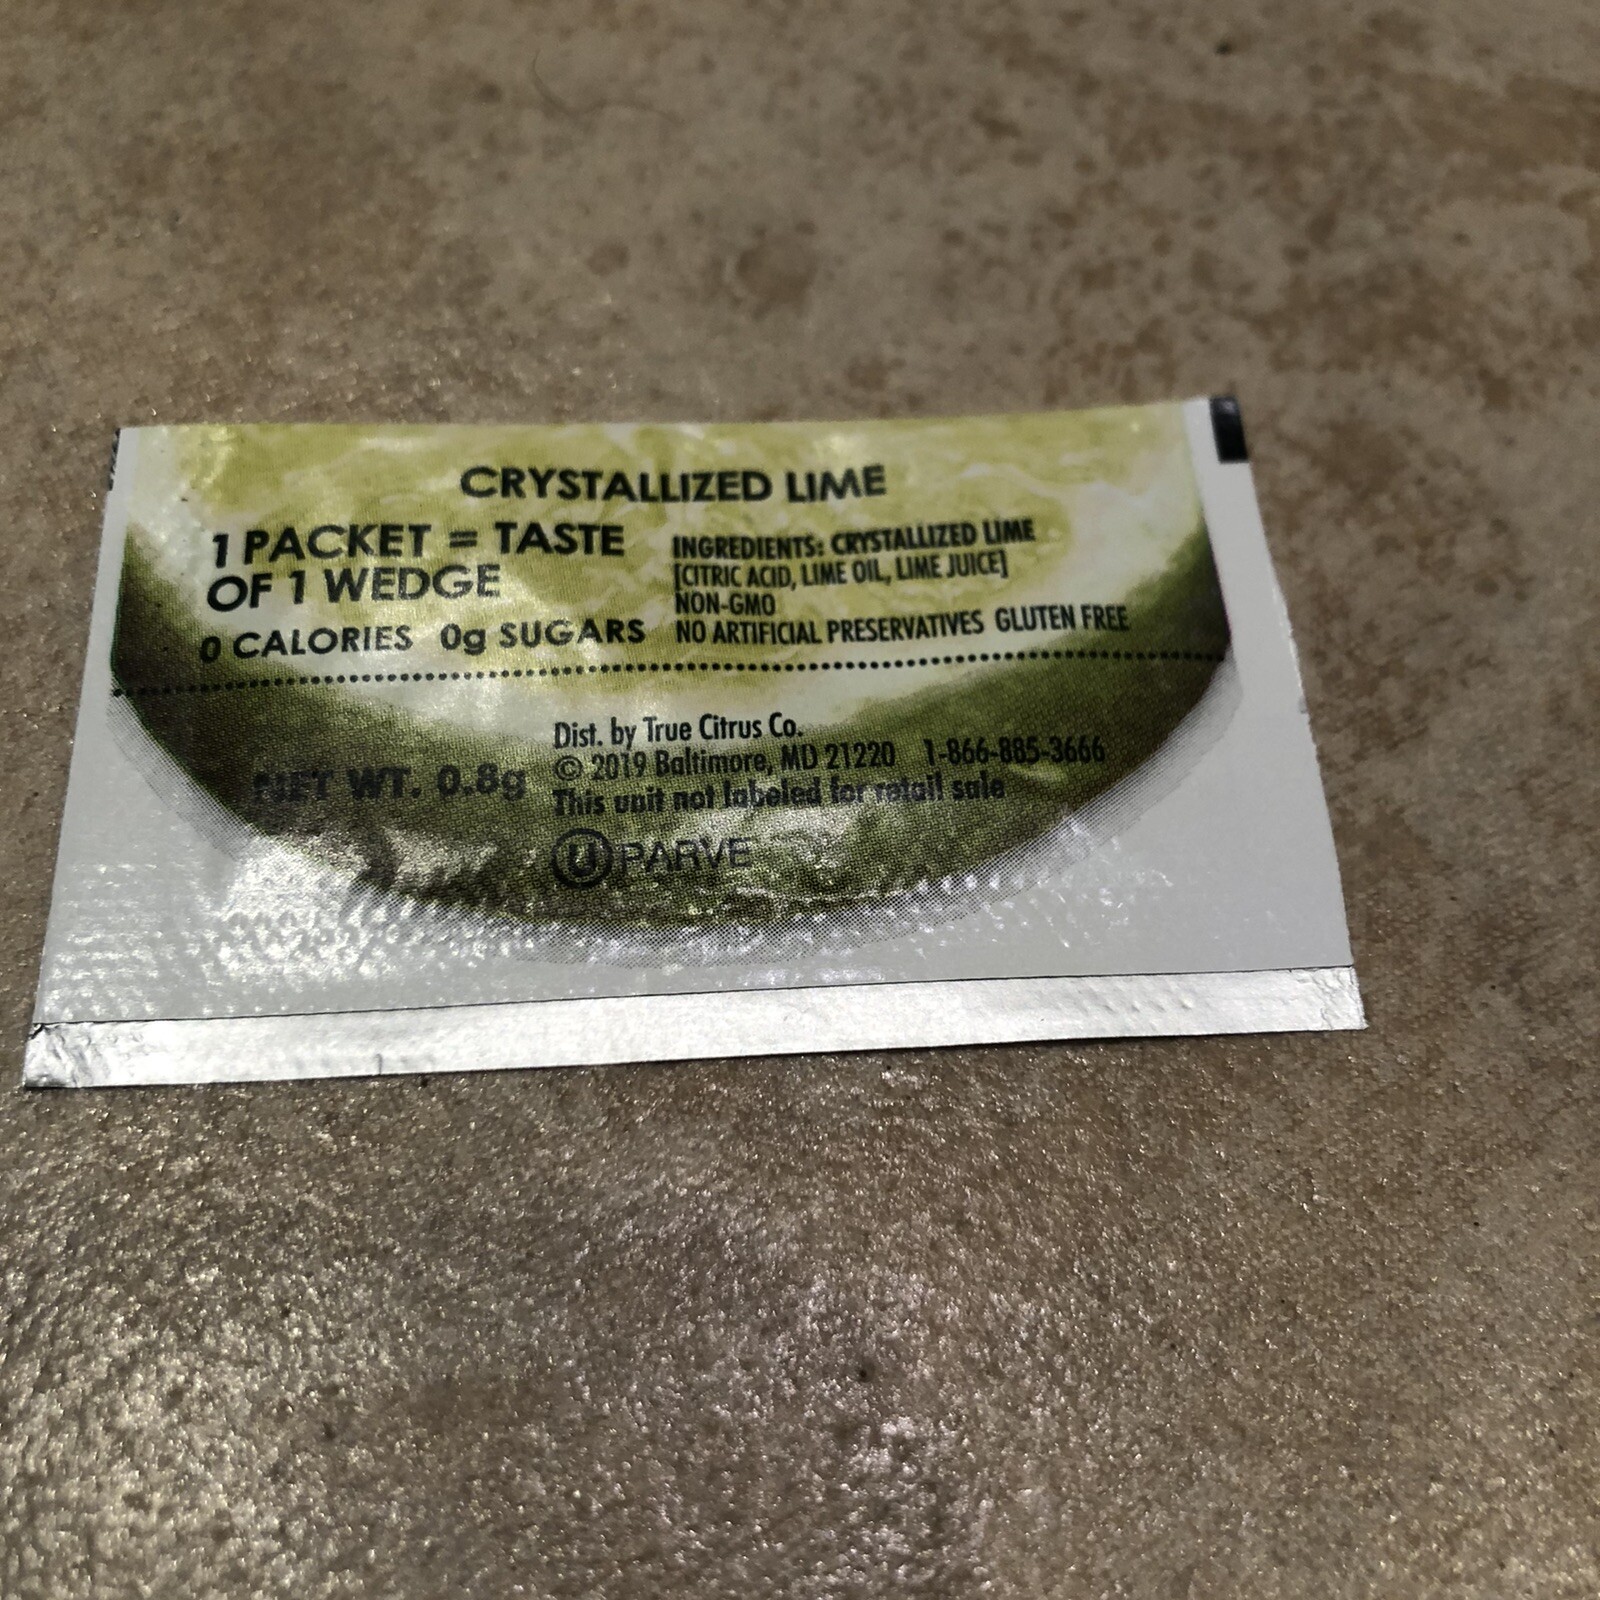 CRYSTALLIZED LIME
1 PACKET = TASTE
OF 1 WEDGE
0 CALORIES 0g SUGARS
INGREDIENTS: CRYSTALLIZED LIME
[CITRIC ACID, LIME OIL, LIME JUICE]
NON-GMO
NO ARTIFICIAL PRESERVATIVES GLUTEN FREE
NET WT. 0.8g
Dist. by True Citrus Co.
© 2019 Baltimore, MD 21220 1-866-885-3666
This unit not labeled for retail sale
U PARVE